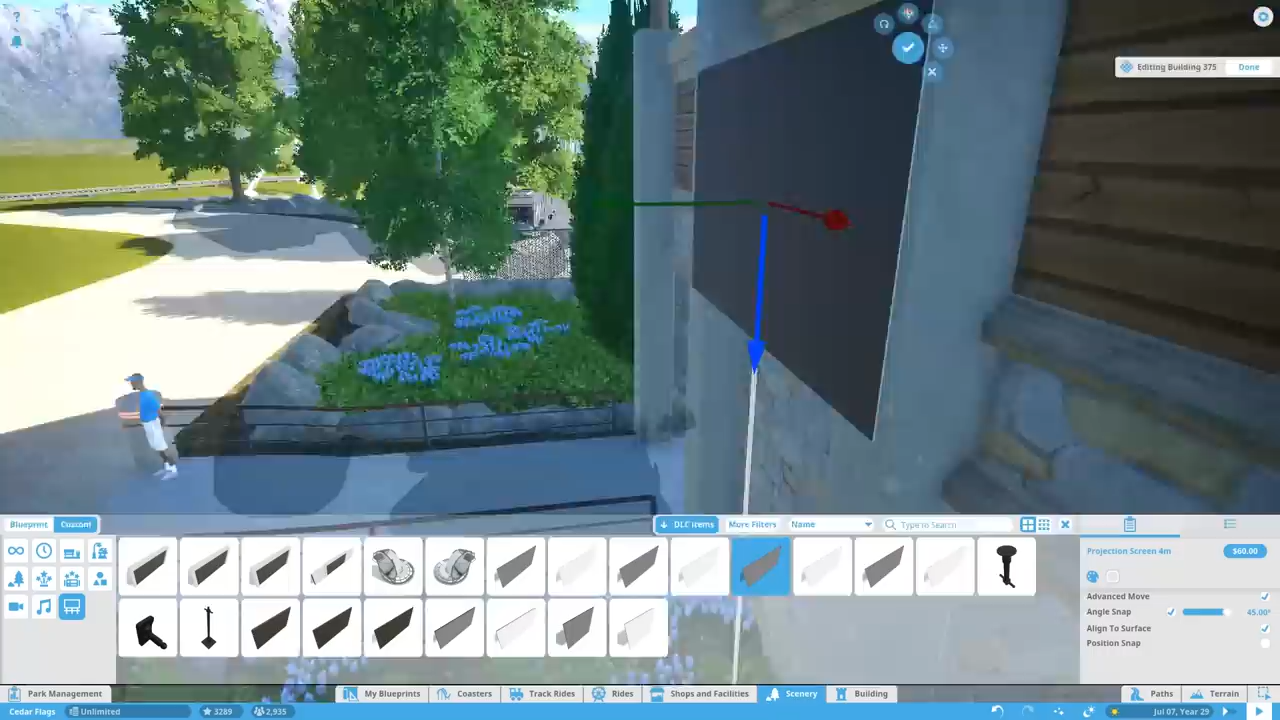 ?
Editing Building 375 Done
Blueprint Custom DLC Items More Filters Name Type to Search
Projection Screen 4m $60.00
Advanced Move
Angle Snap 45.00°
Align To Surface
Position Snap
Park Management My Blueprints Coasters Track Rides Rides Shops and Facilities Scenery Building Paths Terrain
Cedar Flags Unlimited 3289 2,935 Jul 07, Year 29